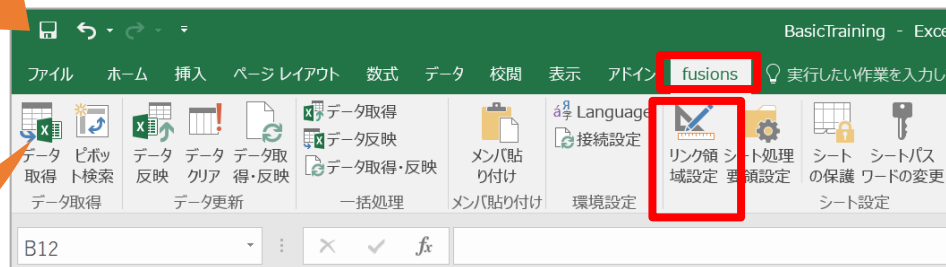 BasicTraining - Exce
ファイル ホーム 挿入 ページ レイアウト 数式 データ 校閲 表示 アドイン fusions 実行したい作業を入力し
データ取得
ピボット検索
データ反映
データクリア
データ取得・反映
データ取得
データ反映
データ取得・反映
メンバ貼り付け
Language
接続設定
リンク領域設定
シート処理要領設定
シートの保護
シートパスワードの変更
データ取得 データ更新 一括処理 メンバ貼り付け 環境設定 シート設定
B12 fx